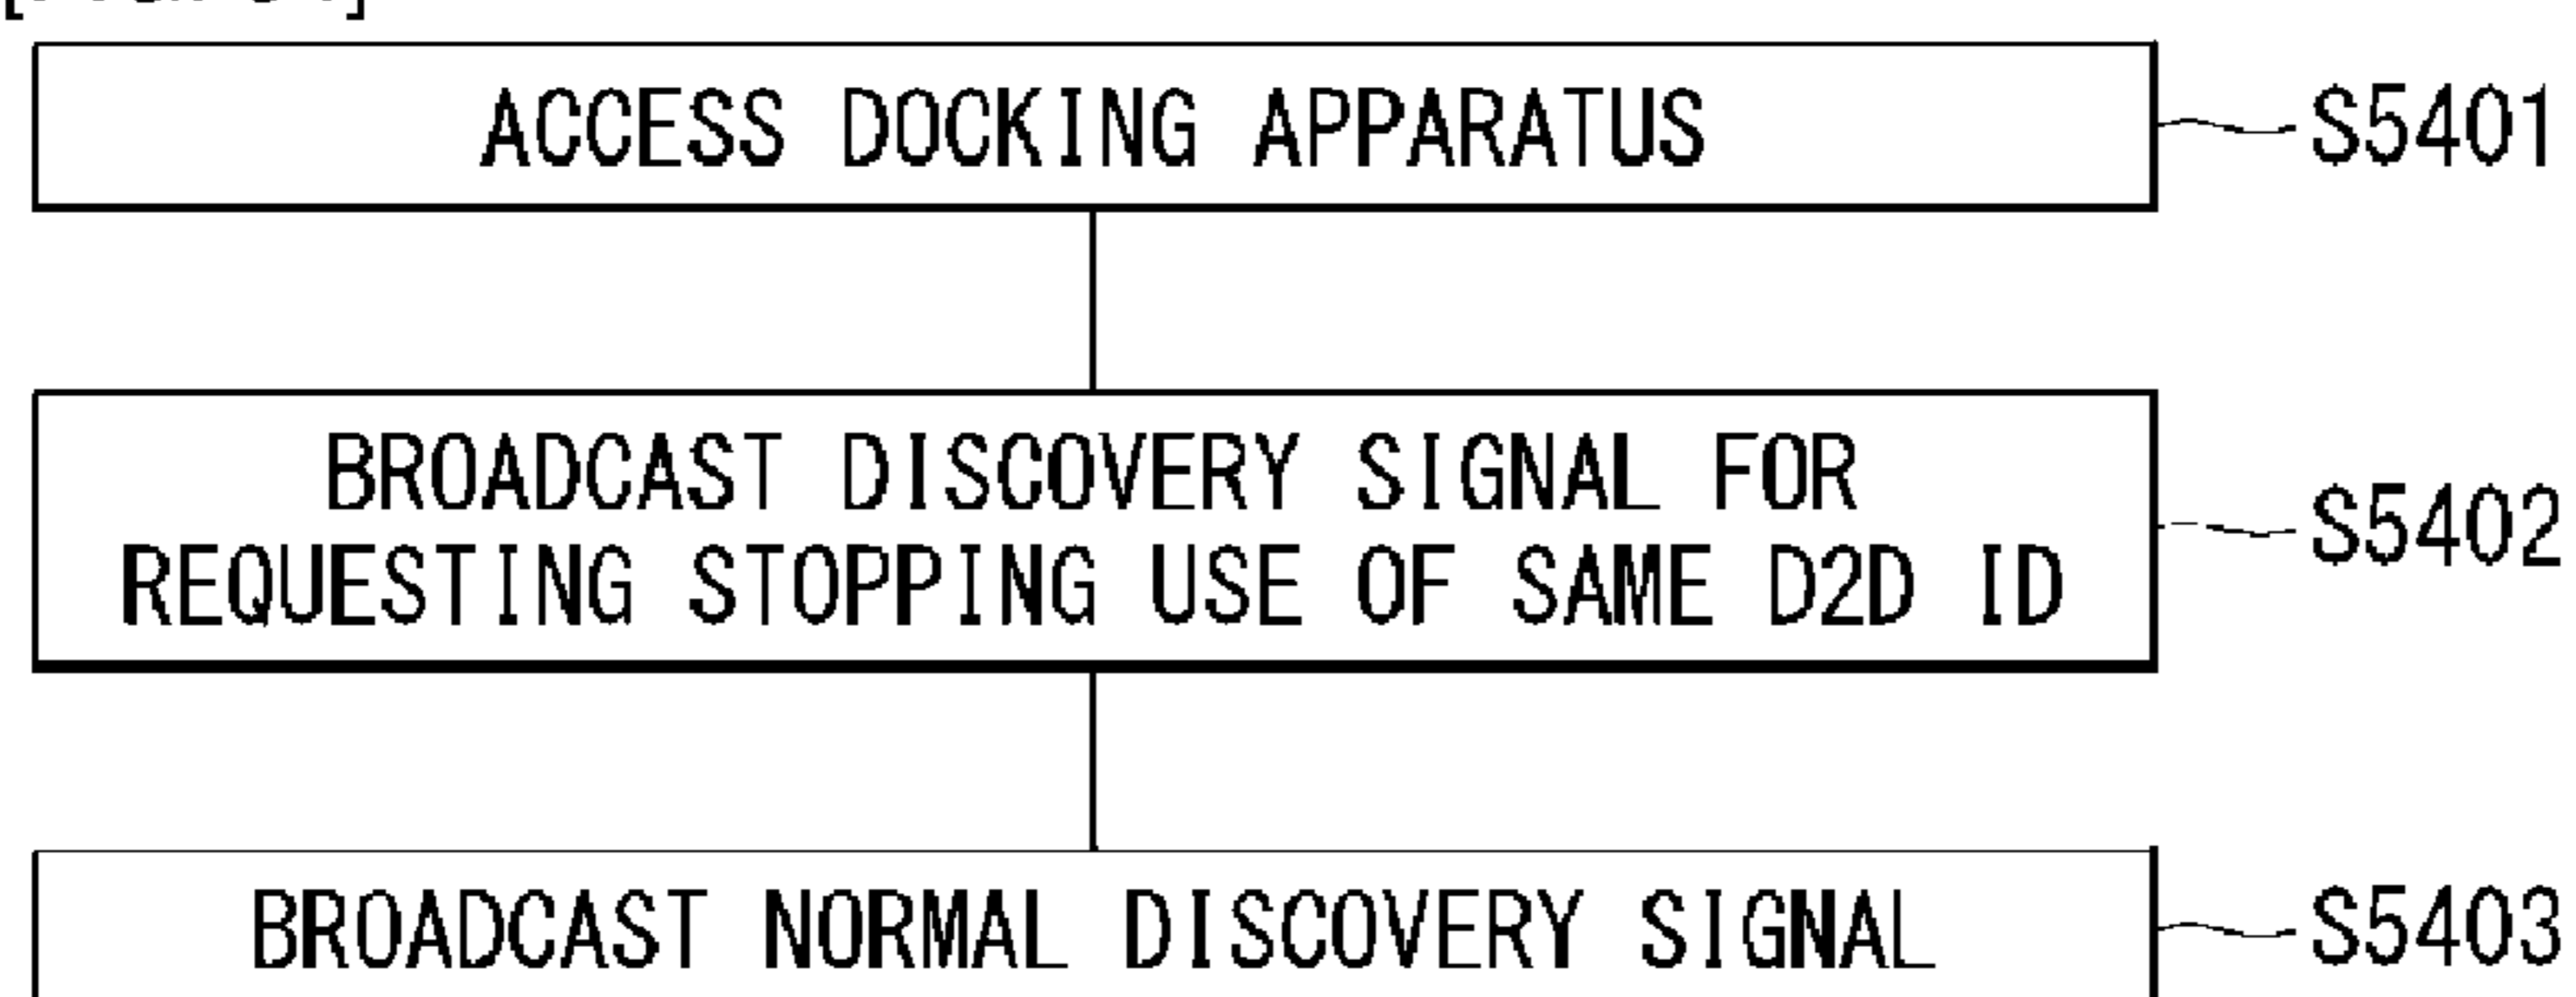 ACCESS DOCKING APPARATUS S5401
BROADCAST DISCOVERY SIGNAL FOR
REQUESTING STOPPING USE OF SAME D2D ID S5402
BROADCAST NORMAL DISCOVERY SIGNAL S5403